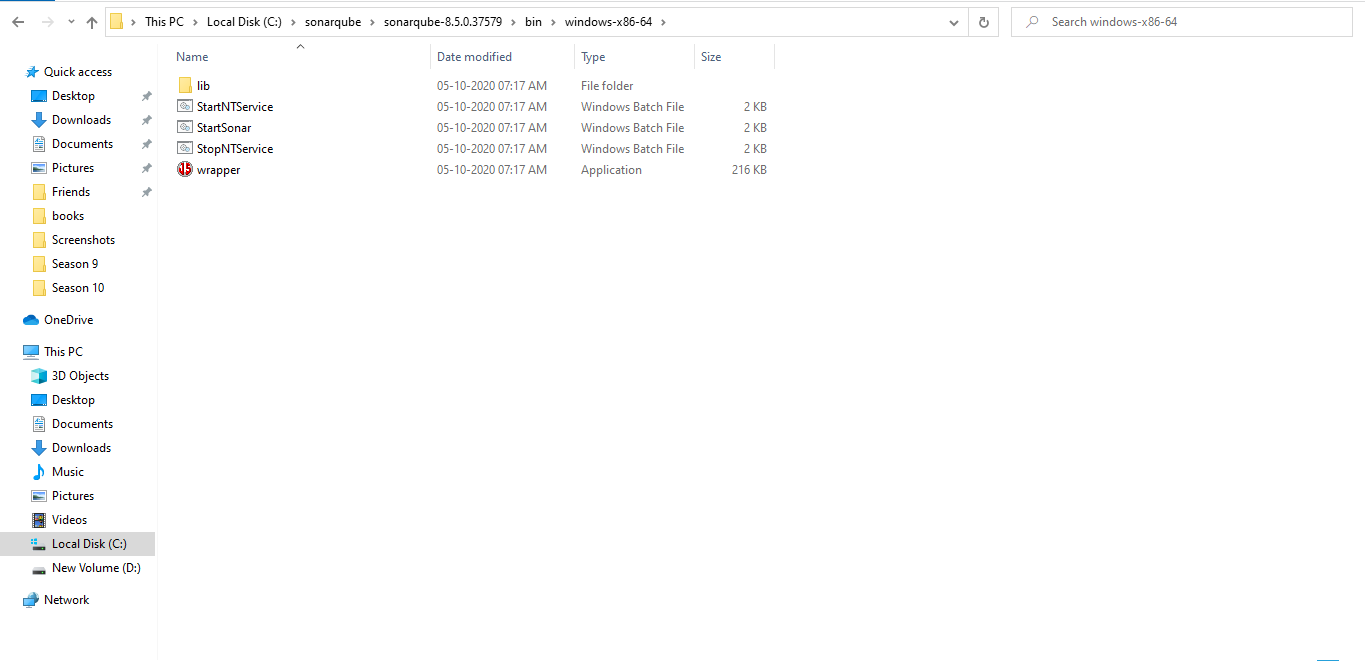 This PC > Local Disk (C:) > sonarqube > sonarqube-8.5.0.37579 > bin > windows-x86-64 >
Search windows-x86-64
Name Date modified Type Size
lib 05-10-2020 07:17 AM File folder
StartNTService 05-10-2020 07:17 AM Windows Batch File 2 KB
StartSonar 05-10-2020 07:17 AM Windows Batch File 2 KB
StopNTService 05-10-2020 07:17 AM Windows Batch File 2 KB
wrapper 05-10-2020 07:17 AM Application 216 KB
Quick access
Desktop
Downloads
Documents
Pictures
Friends
books
Screenshots
Season 9
Season 10
OneDrive
This PC
3D Objects
Desktop
Documents
Downloads
Music
Pictures
Videos
Local Disk (C:)
New Volume (D:)
Network